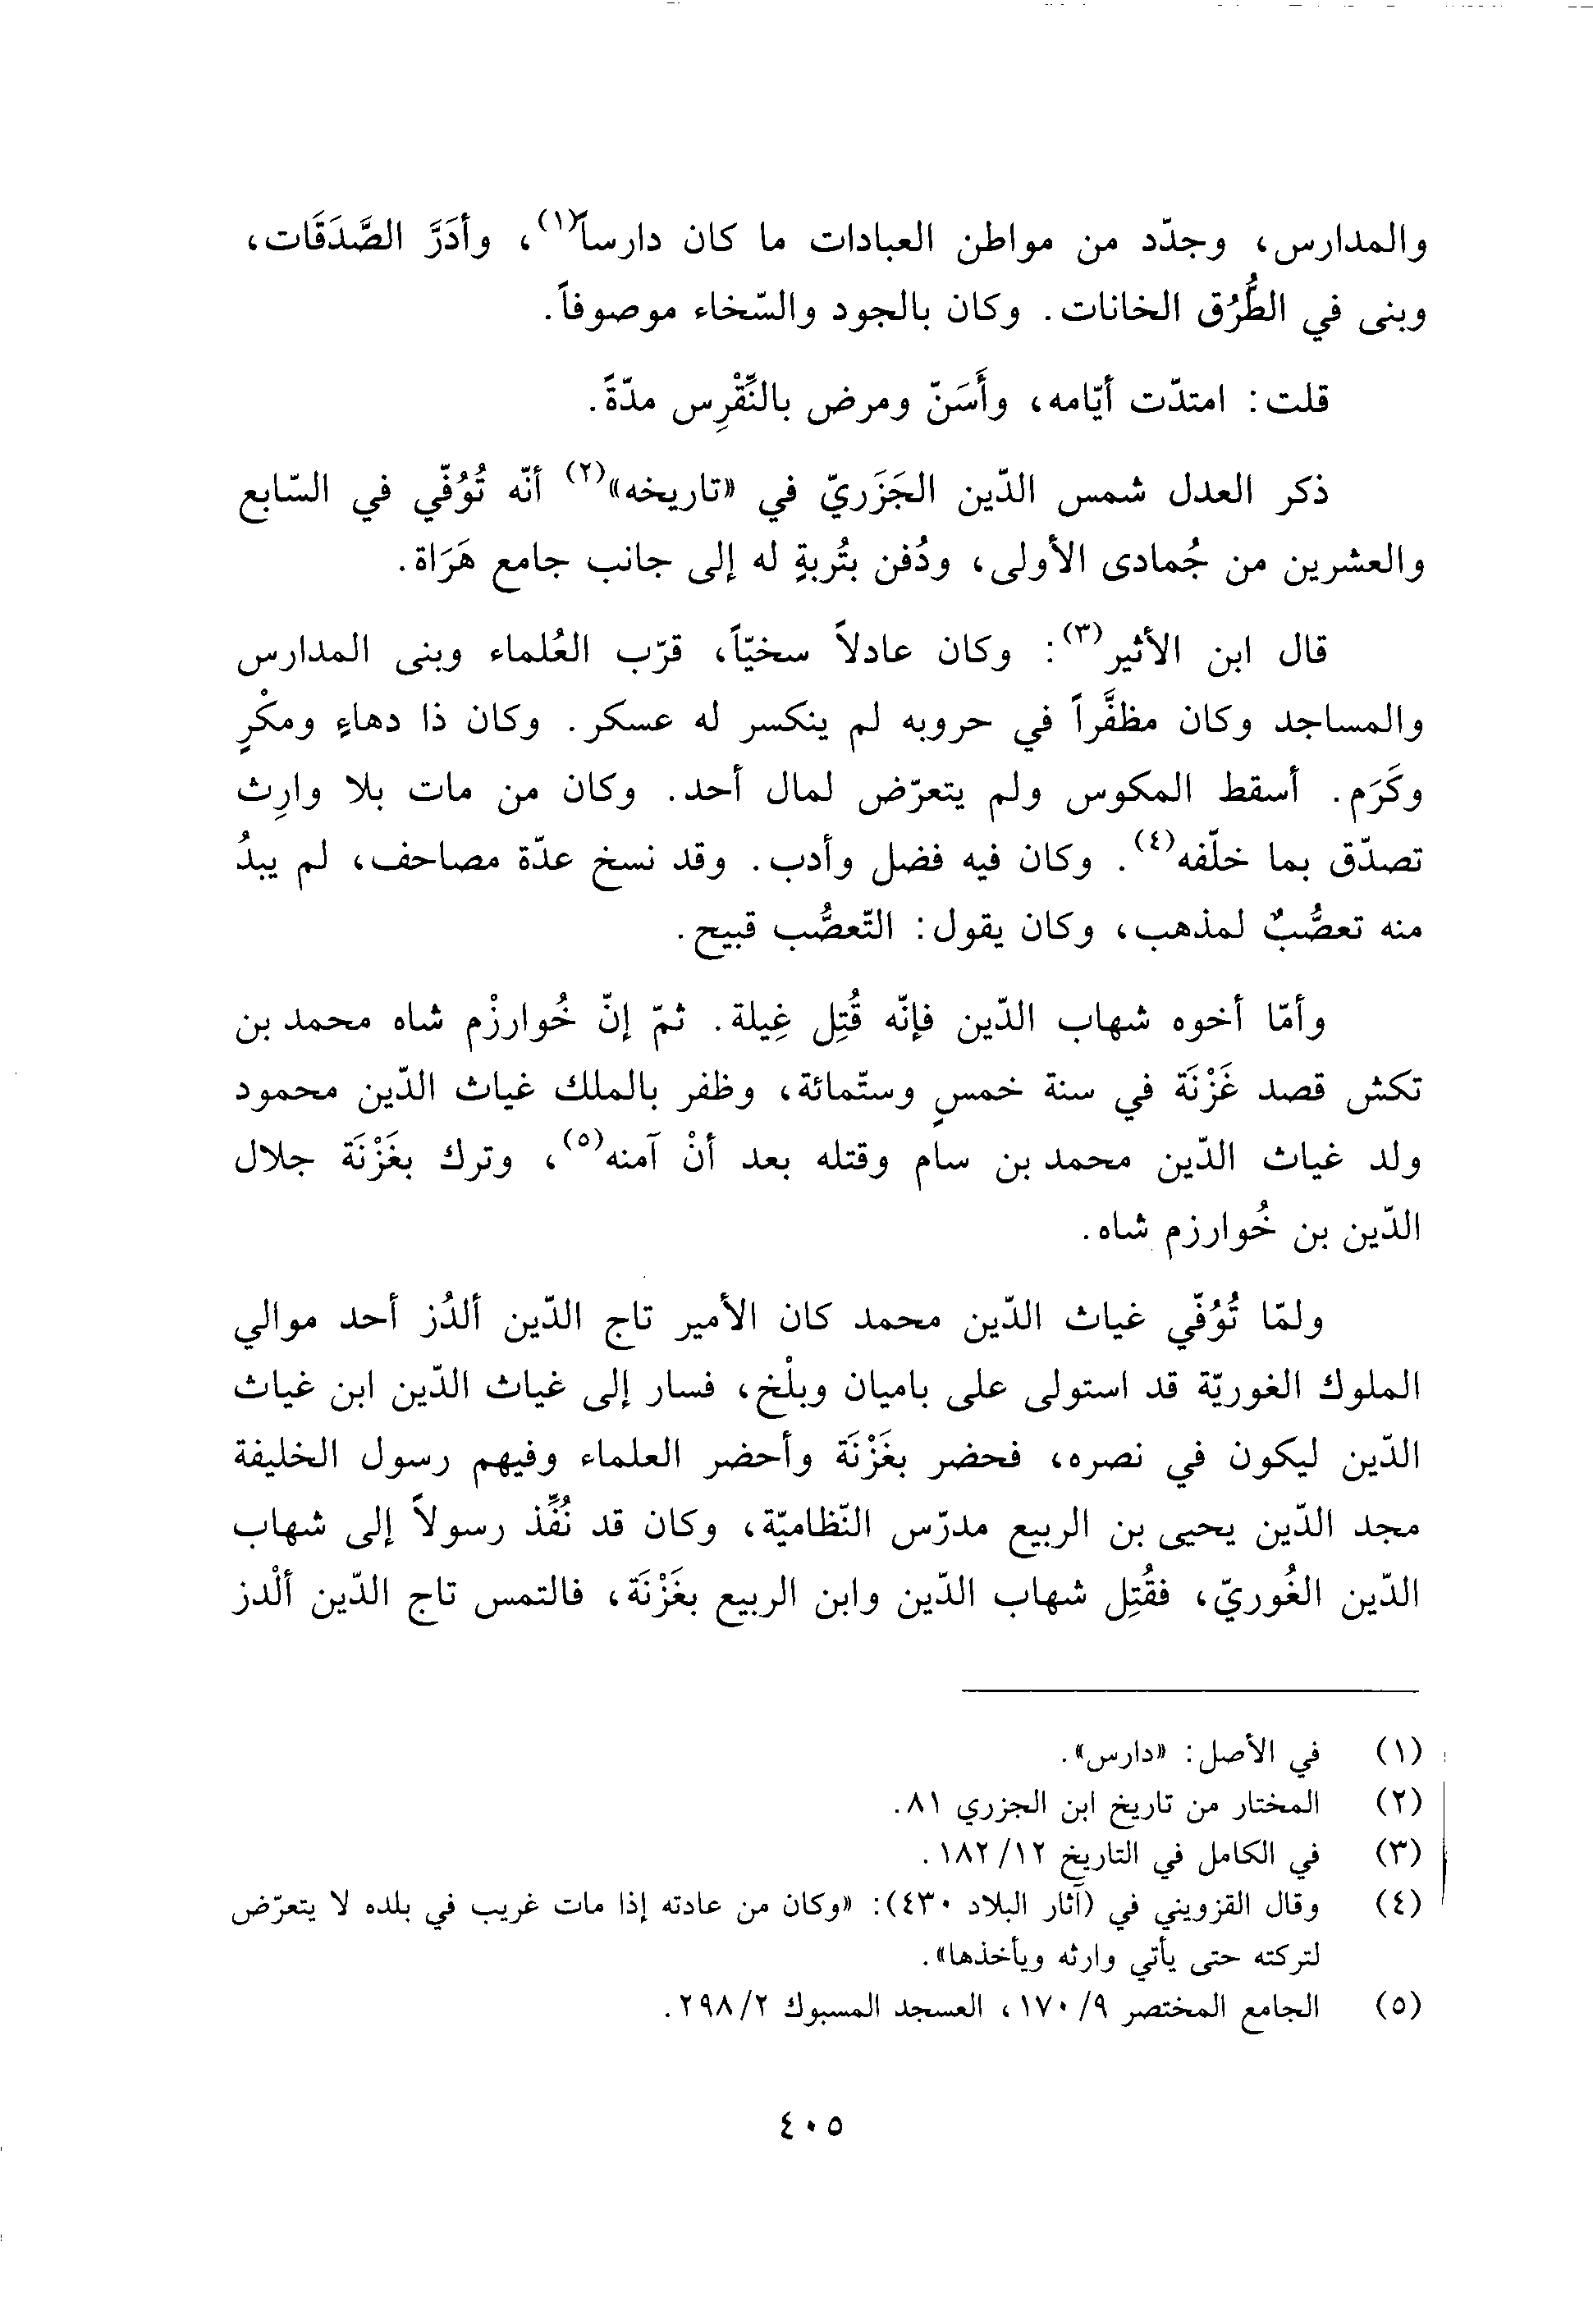 والمدارس، وجدّد من مواطن العبادات ما كان دارساً(١)، وأدَرَّ الصَّدَقَات،
وبنى في الطُّرُق الخانات. وكان بالجود والسّخاء موصوفاً.
قلت: امتدّت أيّامه، وأَسَنّ ومرض بالنِّقْرِس مدّةً.
ذكر العدل شمس الدّين الجَزَريّ في «تاريخه»(٢) أنّه تُوُفّي في السّابع
والعشرين من جُمادى الأولى، ودُفن بتُربةٍ له إلى جانب جامع هَرَاة.
قال ابن الأثير(٣): وكان عادلاً سخيّاً، قرّب العُلماء وبنى المدارس
والمساجد وكان مظفَّراً في حروبه لم ينكسر له عسكر. وكان ذا دهاءٍ ومكْرٍ
وكَرَم. أسقط المكوس ولم يتعرّض لمال أحد. وكان من مات بلا وارِث
تصدّق بما خلّفه(٤). وكان فيه فضل وأدب. وقد نسخ عدّة مصاحف، لم يبدُ
منه تعصُّبٌ لمذهب، وكان يقول: التّعصُّب قبيح.
وأمّا أخوه شهاب الدّين فإنّه قُتِل غِيلة. ثمّ إنّ خُوارزْم شاه محمد بن
تكش قصد غَزْنَة في سنة خمسٍ وستّمائة، وظفر بالملك غياث الدّين محمود
ولد غياث الدّين محمد بن سام وقتله بعد أنْ آمنه(٥)، وترك بغَزْنَة جلال
الدّين بن خُوارزم شاه.
ولمّا تُوُفّي غياث الدّين محمد كان الأمير تاج الدّين ألدُز أحد موالي
الملوك الغوريّة قد استولى على باميان وبلْخ، فسار إلى غياث الدّين ابن غياث
الدّين ليكون في نصره، فحضر بغَزْنَة وأحضر العلماء وفيهم رسول الخليفة
مجد الدّين يحيى بن الربيع مدرّس النّظاميّة، وكان قد نُفِّذ رسولاً إلى شهاب
الدّين الغُوريّ، فقُتِل شهاب الدّين وابن الربيع بغَزْنَة، فالتمس تاج الدّين ألْدز
(١) في الأصل: «دارس».
(٢) المختار من تاريخ ابن الجزري ٨١.
(٣) في الكامل في التاريخ ١٢/ ١٨٢.
(٤) وقال القزويني في (آثار البلاد ٤٣٠): «وكان من عادته إذا مات غريب في بلده لا يتعرّض
لتركته حتى يأتي وارثه ويأخذها».
(٥) الجامع المختصر ٩/ ١٧٠، العسجد المسبوك ٢/ ٢٩٨.
٤٠٥